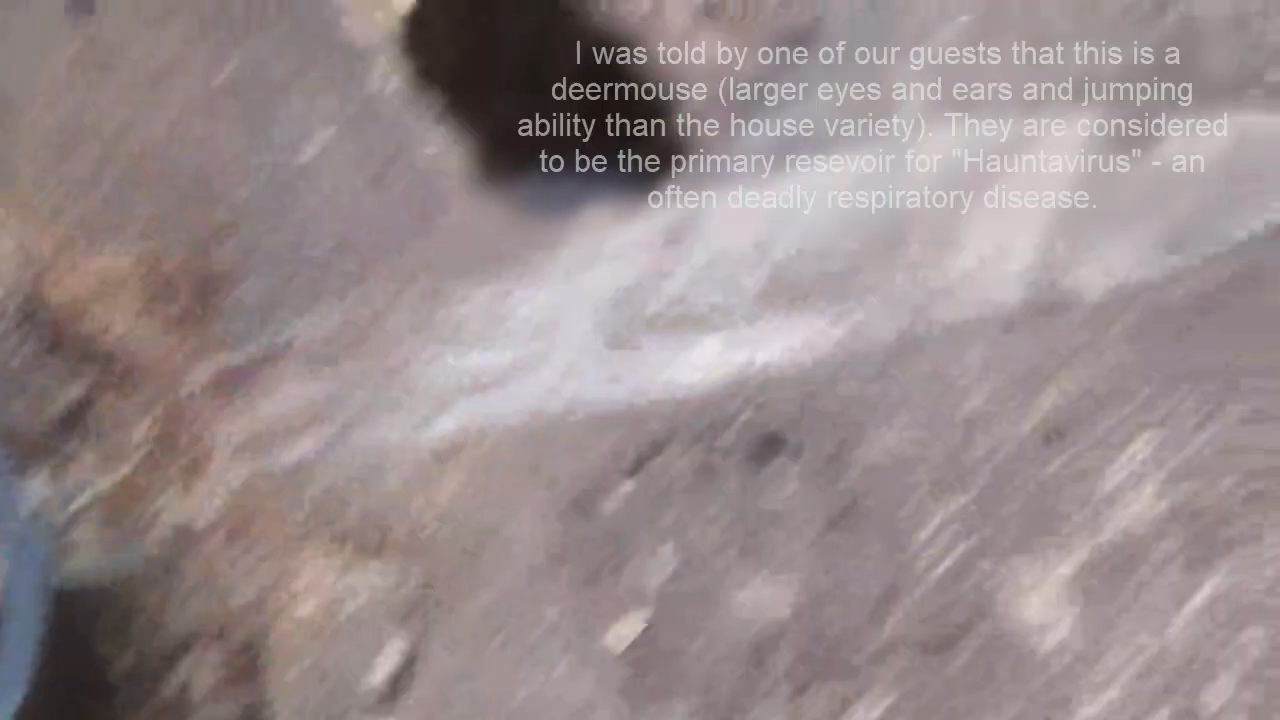 I was told by one of our guests that this is a
deermouse (larger eyes and ears and jumping
ability than the house variety). They are considered
to be the primary resevoir for "Hauntavirus" - an
often deadly respiratory disease.